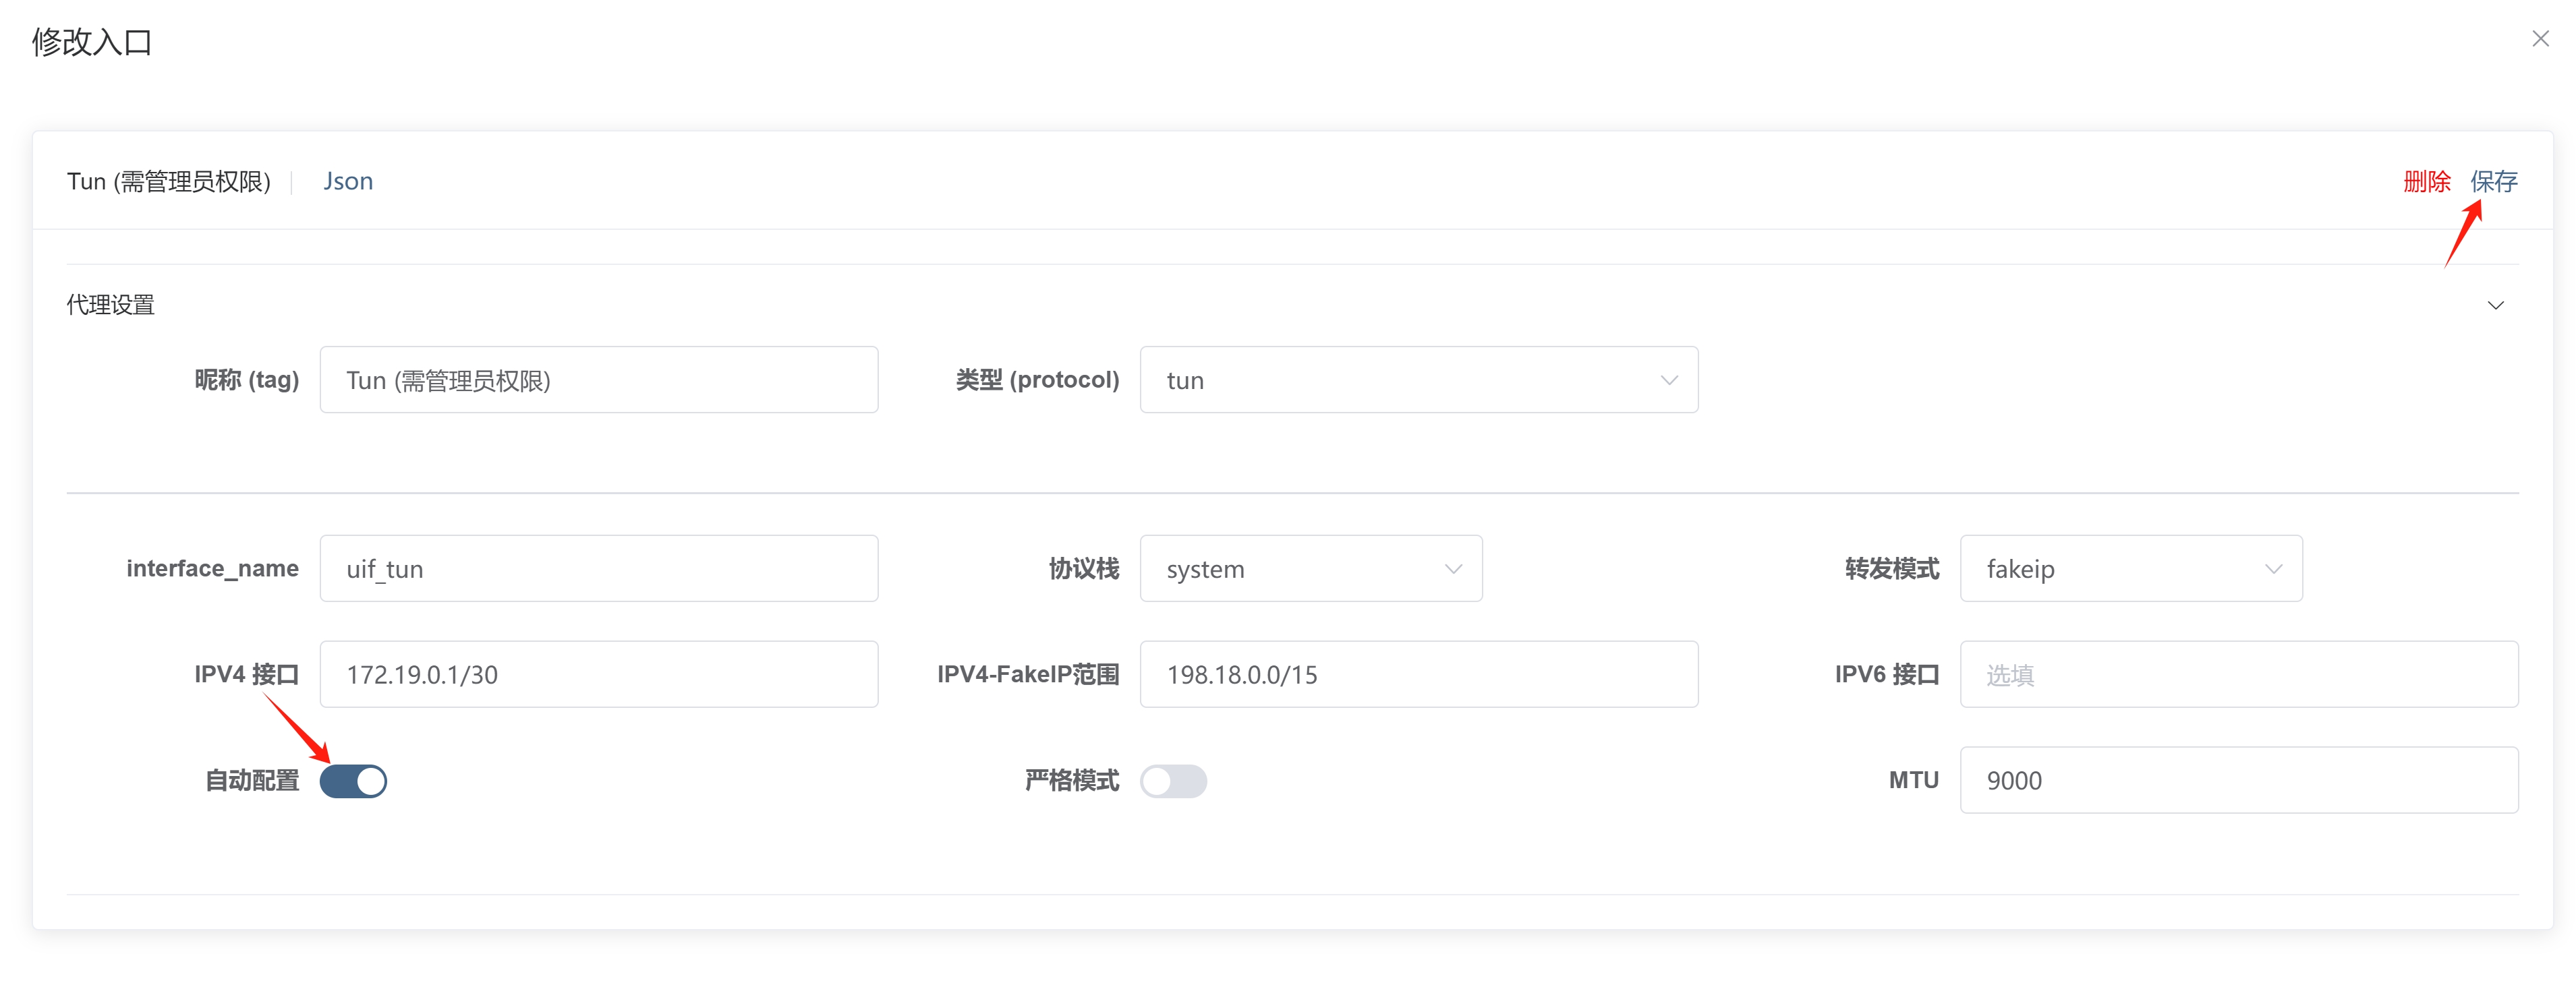 修改入口
Tun (需管理员权限) Json 删除 保存
代理设置
昵称 (tag) Tun (需管理员权限) 类型 (protocol) tun
interface_name uif_tun 协议栈 system 转发模式 fakeip
IPV4 接口 172.19.0.1/30 IPV4-FakeIP范围 198.18.0.0/15 IPV6 接口 选填
自动配置 严格模式 MTU 9000